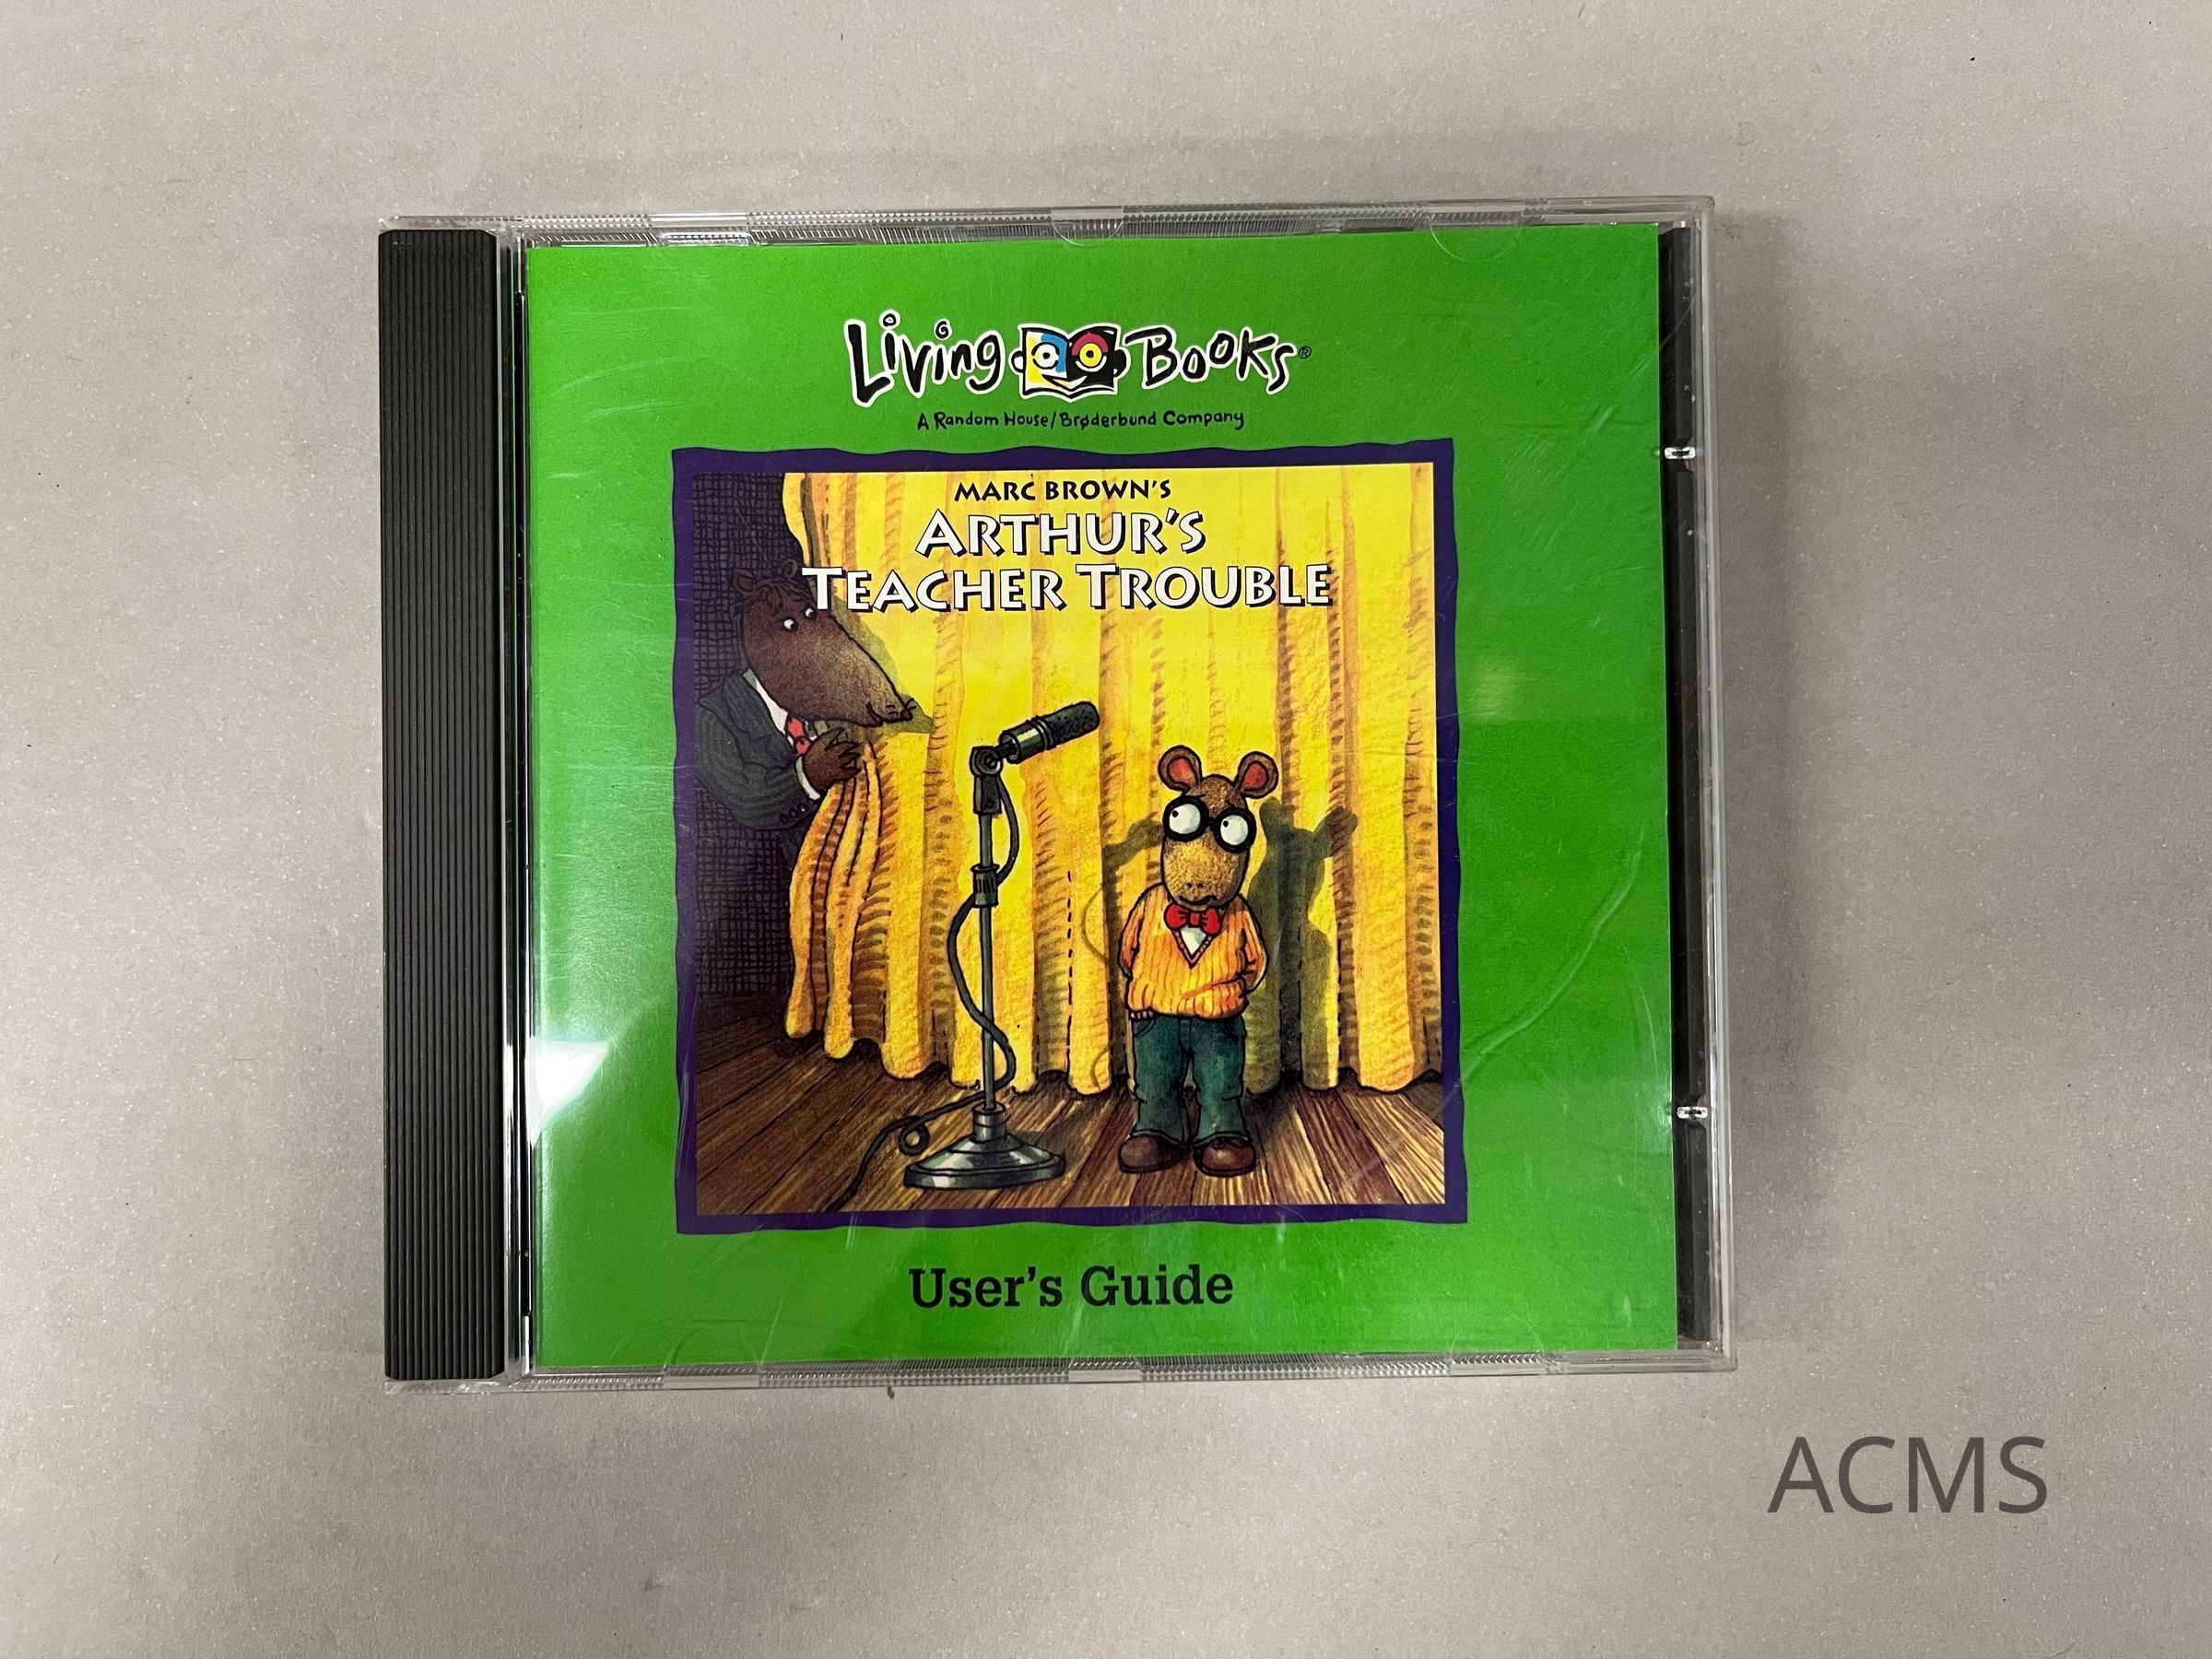 Living Books®
A Random House/Brøderbund Company
MARC BROWN'S
ARTHUR'S
TEACHER TROUBLE
User's Guide
ACMS